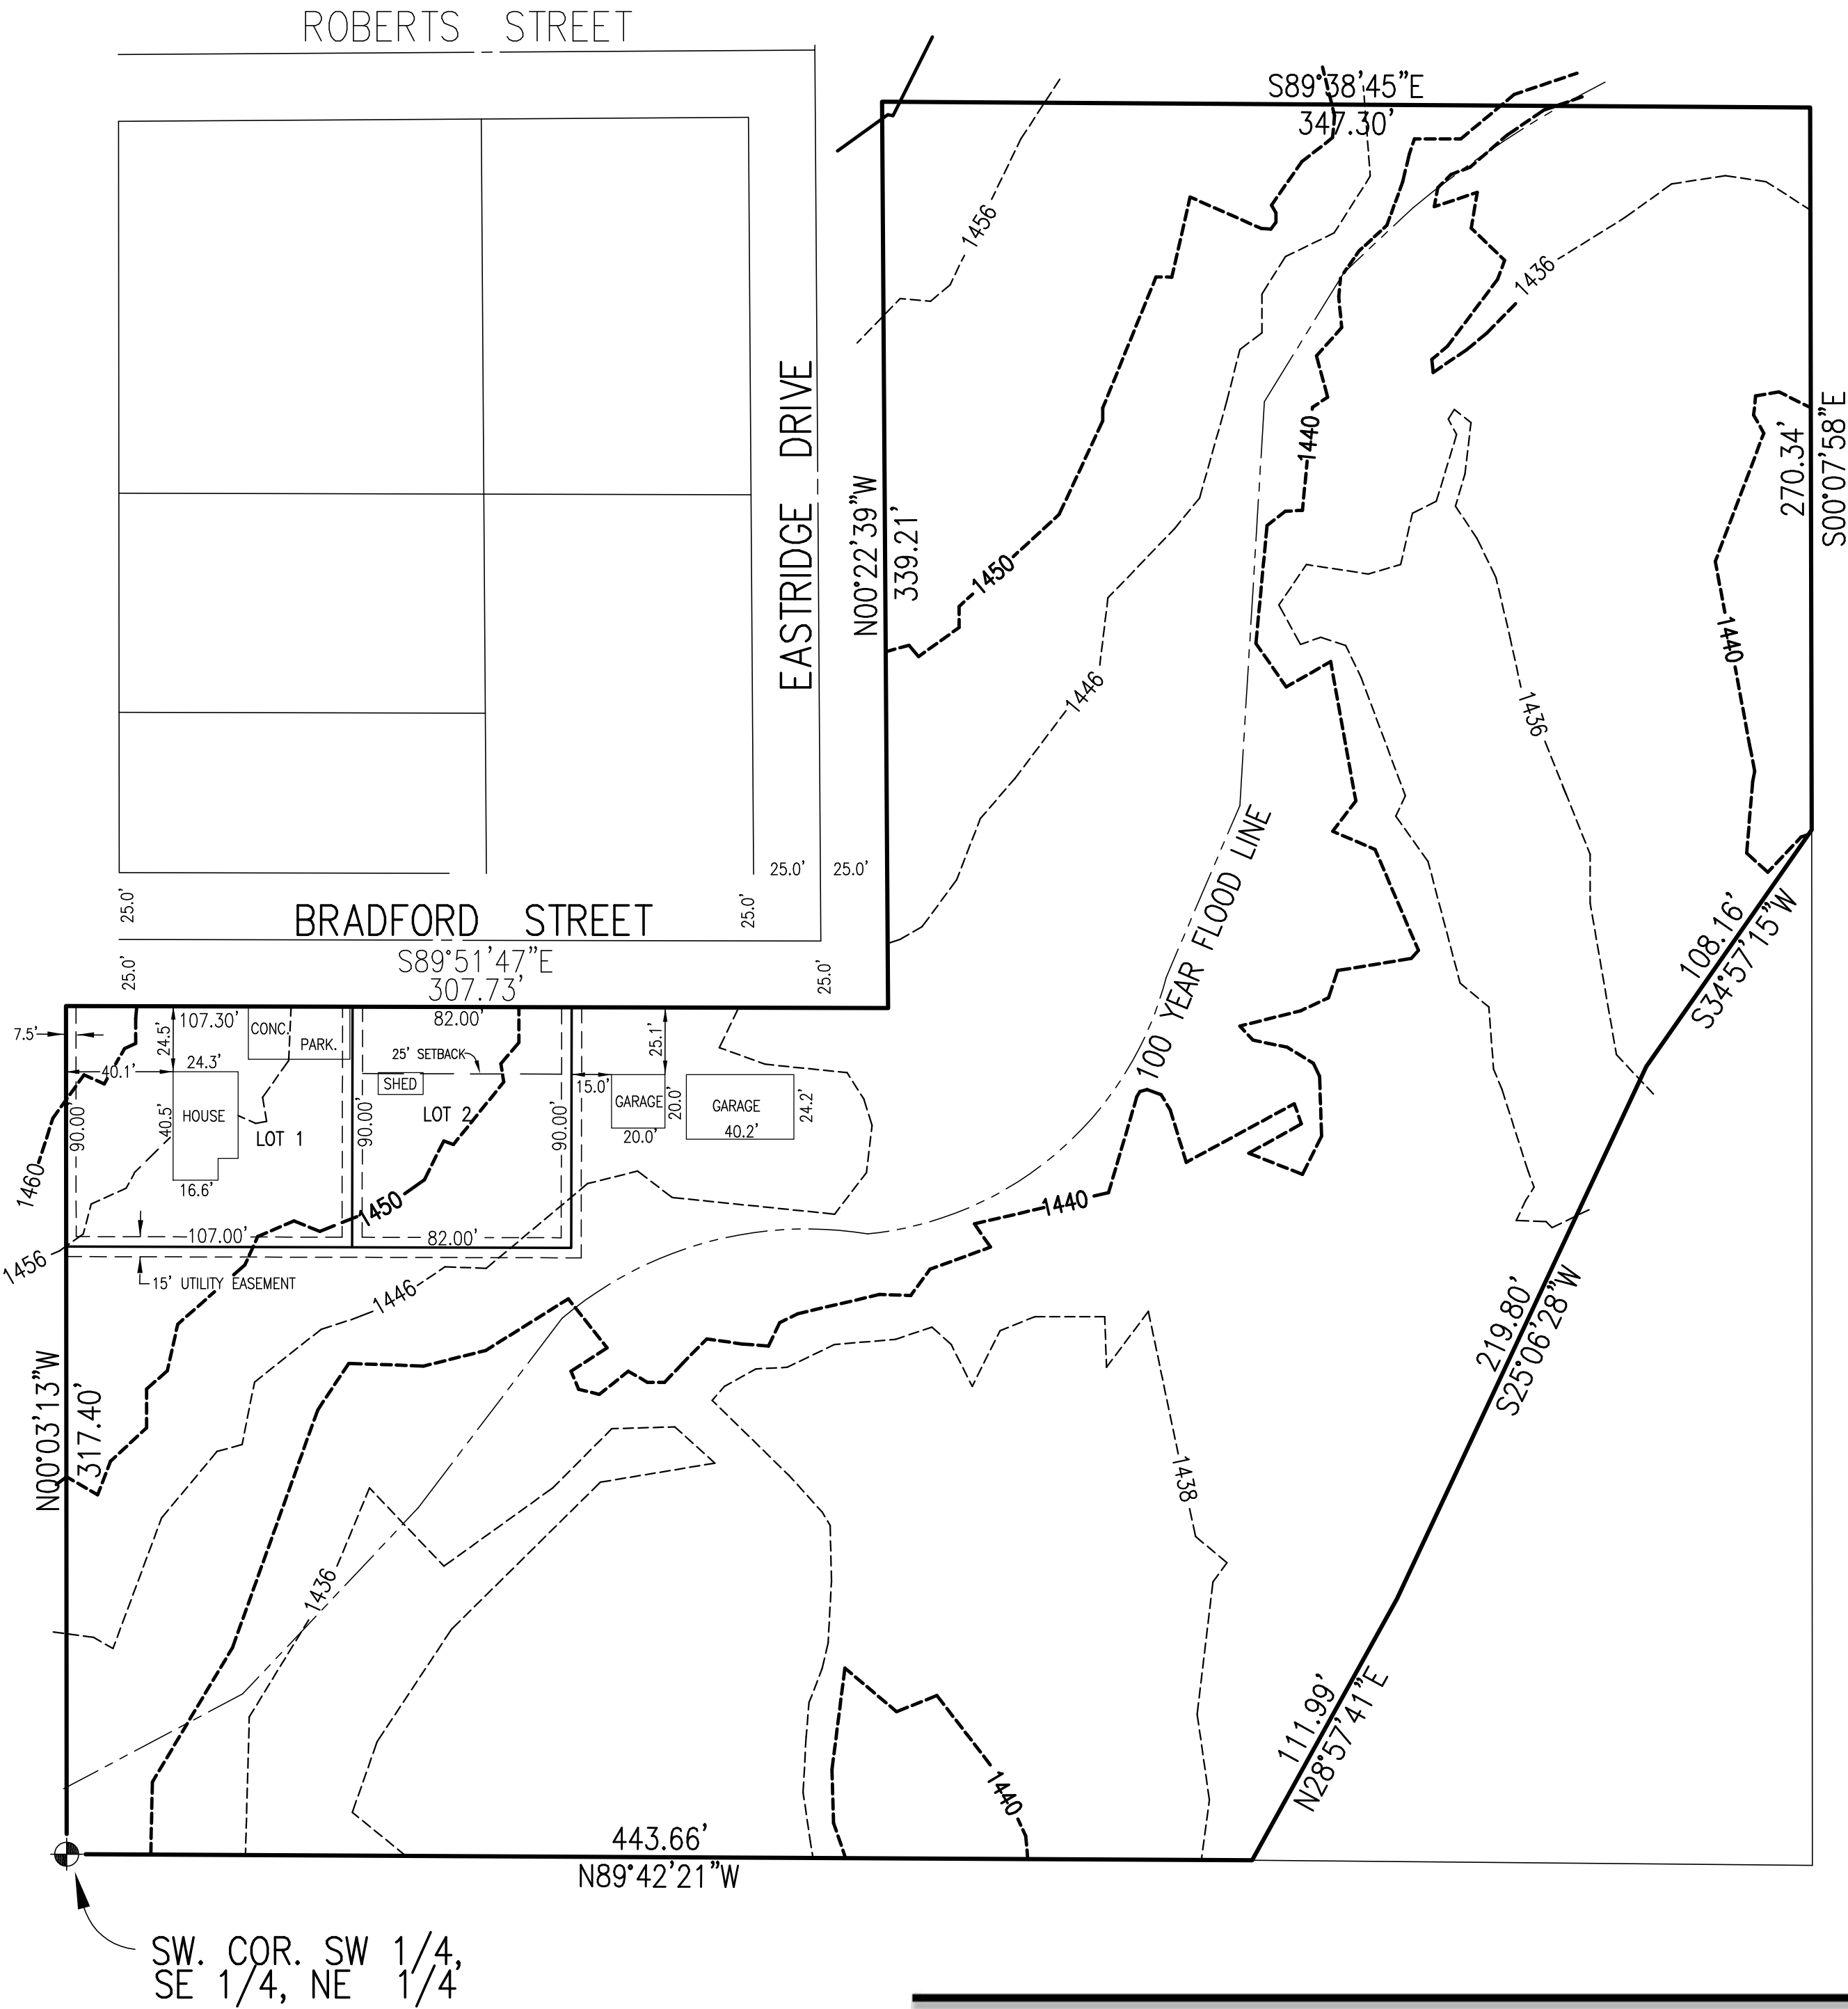 ROBERTS STREET
S89°38'45"E
347.30'
1456
1436
EASTRIDGE DRIVE
N00°22'39"W
339.21'
1440
270.34'
S00°07'58"E
1450
1440
1446
1436
25.0' 25.0'
25.0'
BRADFORD STREET
25.0'
S89°51'47"E
307.73'
25.0'
25.0'
100 YEAR FLOOD LINE
108.16'
S34°57'15"W
7.5'
24.5'
107.30'
CONC.
PARK.
82.00'
25' SETBACK
25.1'
40.1'
24.3'
SHED
15.0'
90.00'
40.5'
HOUSE
LOT 1
90.00'
LOT 2
90.00'
GARAGE
20.0'
20.0'
GARAGE
40.2'
24.2'
16.6'
1460
1450
1440
107.00'
82.00'
1456
15' UTILITY EASEMENT
1446
219.80'
S25°06'28"W
N00°03'13"W
317.40'
1438
1436
111.99'
N28°57'41"E
1440
443.66'
N89°42'21"W
SW. COR. SW 1/4,
SE 1/4, NE 1/4